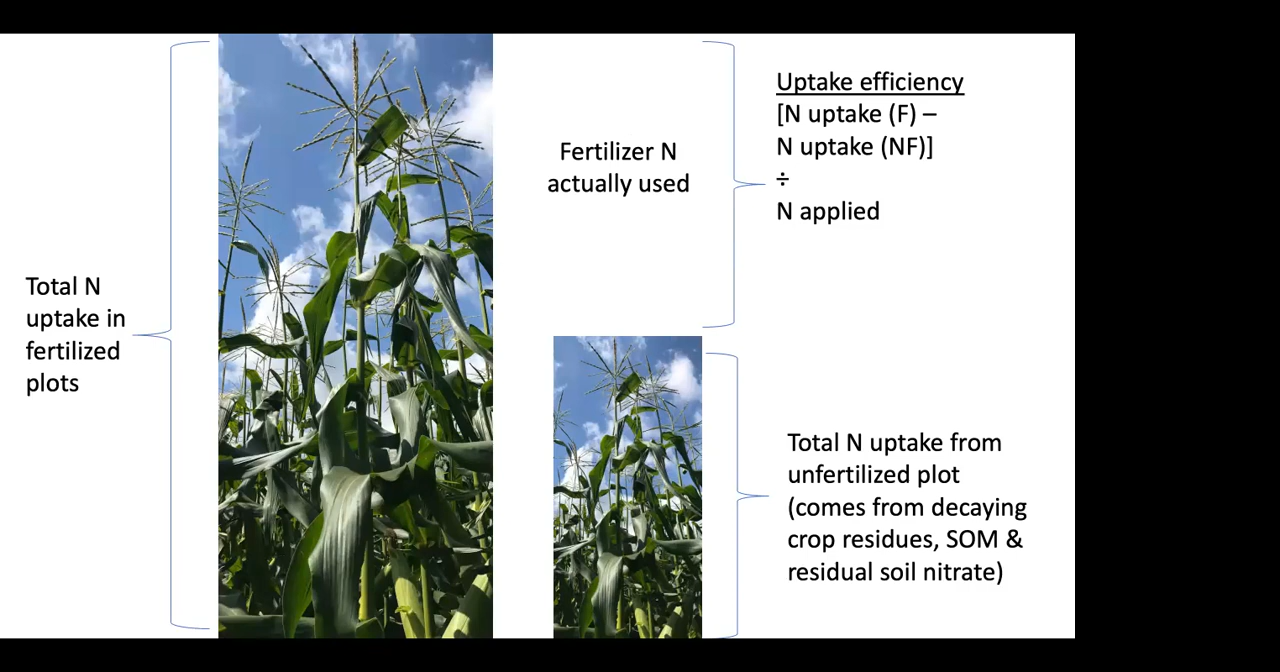 Total N
uptake in
fertilized
plots
Fertilizer N
actually used
Uptake efficiency
[N uptake (F) –
N uptake (NF)]
÷
N applied
Total N uptake from
unfertilized plot
(comes from decaying
crop residues, SOM &
residual soil nitrate)